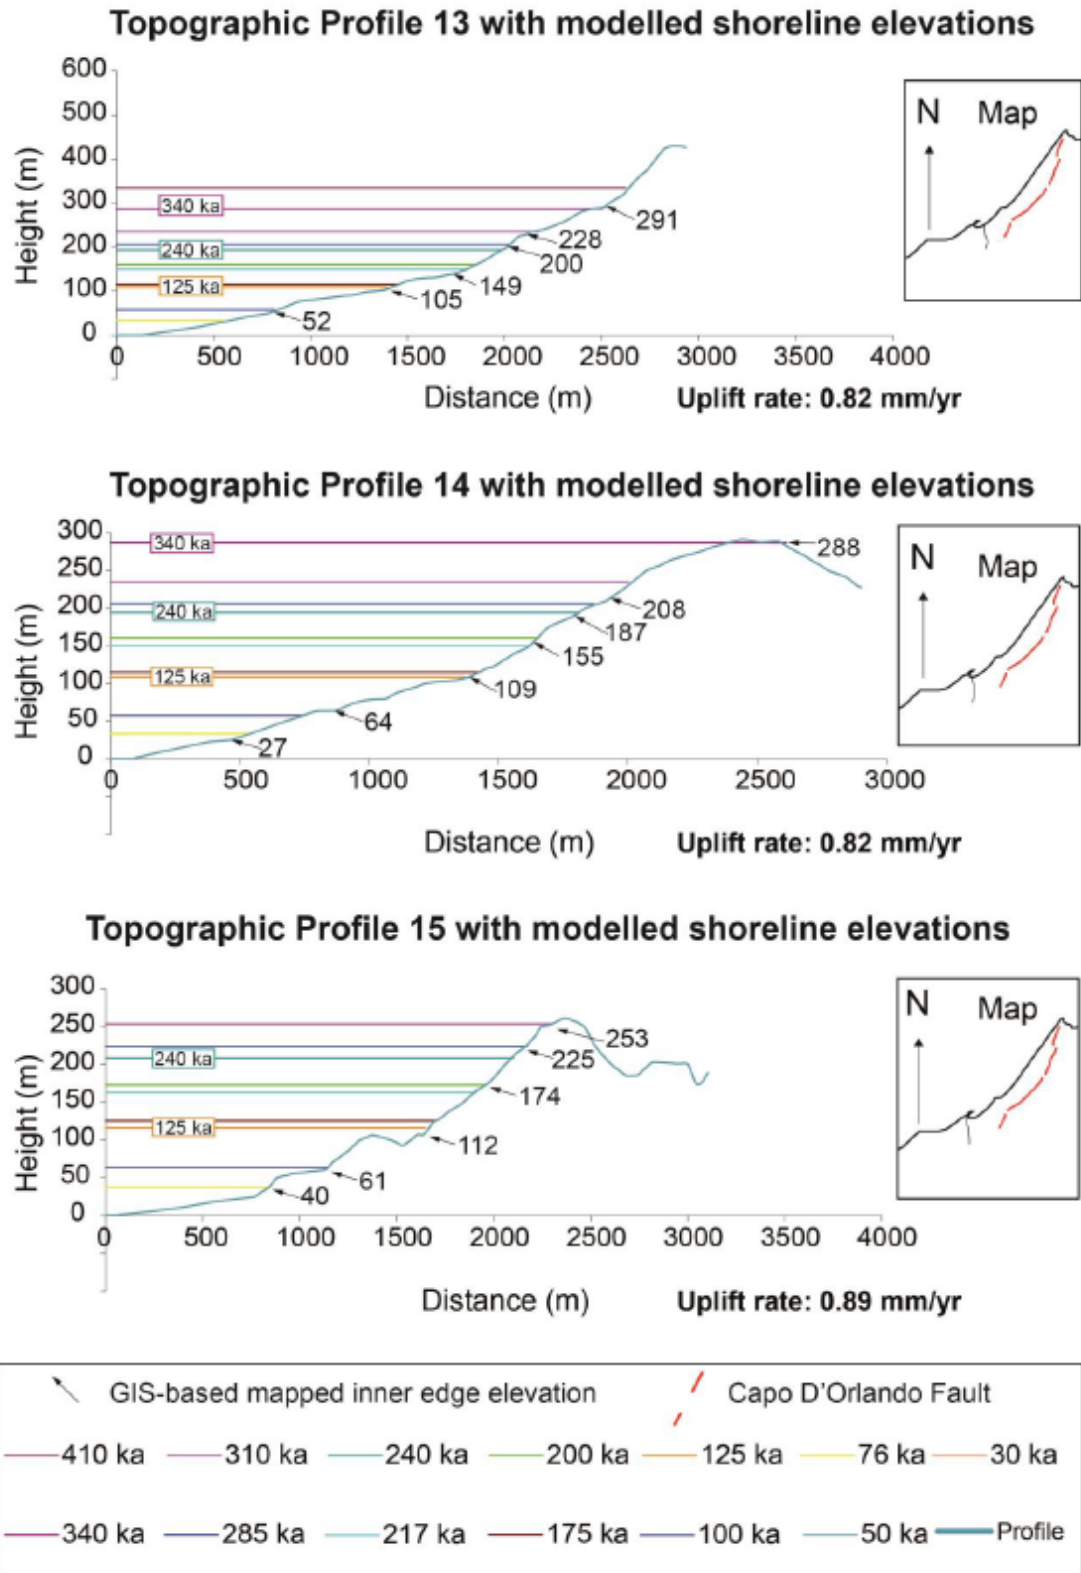 Topographic Profile 13 with modelled shoreline elevations
600
500
400
300
200
100
0
Height (m)
340 ka
240 ka
125 ka
291
228
200
149
105
52
N Map
0 500 1000 1500 2000 2500 3000 3500 4000
Distance (m) Uplift rate: 0.82 mm/yr
Topographic Profile 14 with modelled shoreline elevations
300
250
200
150
100
50
0
Height (m)
340 ka
240 ka
125 ka
288
208
187
155
109
64
27
N Map
0 500 1000 1500 2000 2500 3000
Distance (m) Uplift rate: 0.82 mm/yr
Topographic Profile 15 with modelled shoreline elevations
300
250
200
150
100
50
0
Height (m)
240 ka
125 ka
253
225
174
112
61
40
N Map
0 500 1000 1500 2000 2500 3000 3500 4000
Distance (m) Uplift rate: 0.89 mm/yr
GIS-based mapped inner edge elevation Capo D'Orlando Fault
410 ka 310 ka 240 ka 200 ka 125 ka 76 ka 30 ka
340 ka 285 ka 217 ka 175 ka 100 ka 50 ka Profile